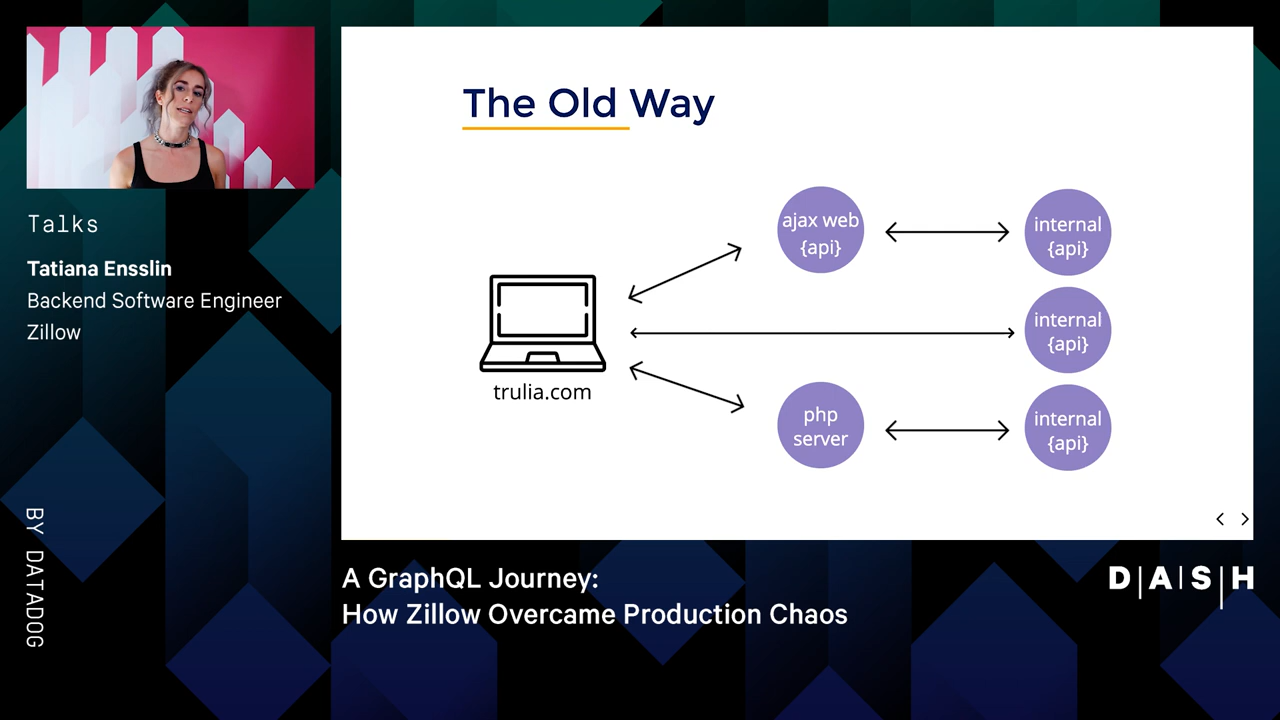 Talks
Tatiana Ensslin
Backend Software Engineer
Zillow
BY DATADOG
The Old Way
trulia.com
ajax web
{api}
internal
{api}
internal
{api}
php
server
internal
{api}
< >
A GraphQL Journey:
How Zillow Overcame Production Chaos
D|A|S|H